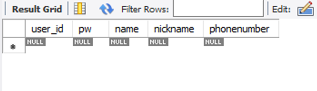 Result Grid Filter Rows: Edit:
user_id pw name nickname phonenumber
NULL NULL NULL NULL NULL